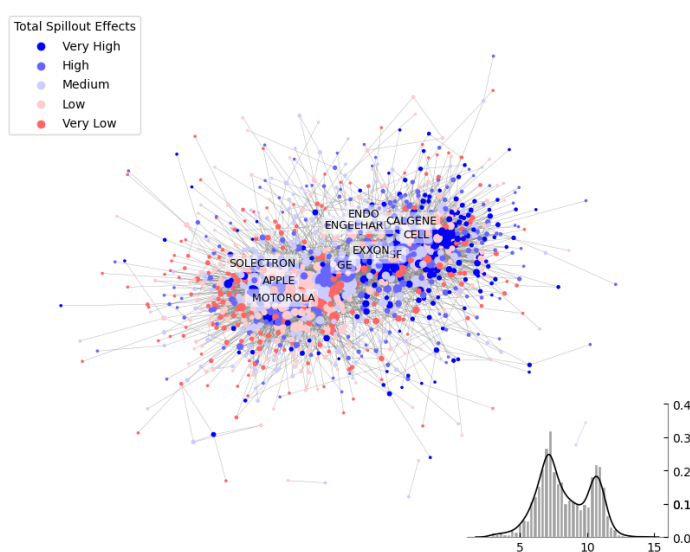 Total Spillout Effects
Very High
High
Medium
Low
Very Low
ENDO
ENGELHAR
CALGENE
CELL
EXXON
GE
SOLECTRON
APPLE
MOTOROLA
0.4
0.3
0.2
0.1
0.0
5
10
15